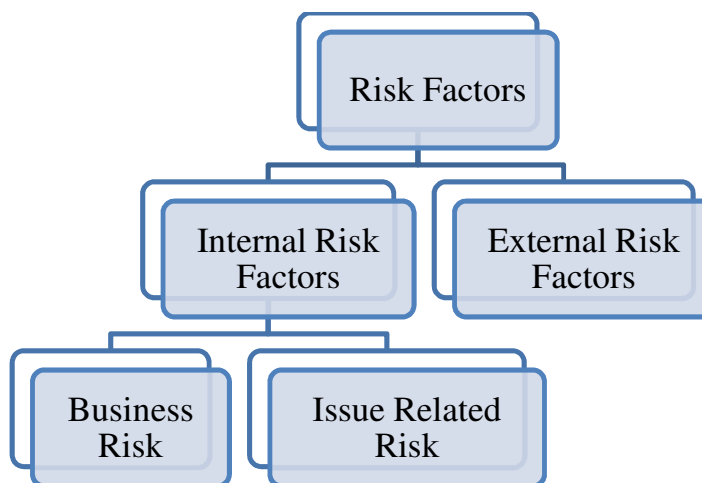 Risk Factors
Internal Risk
Factors
External Risk
Factors
Business
Risk
Issue Related
Risk